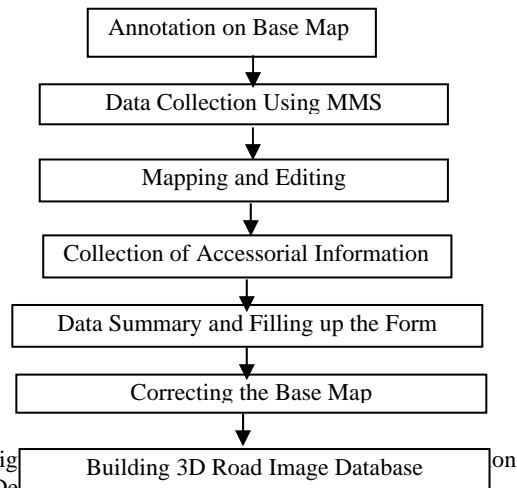 Annotation on Base Map
Data Collection Using MMS
Mapping and Editing
Collection of Accessorial Information
Data Summary and Filling up the Form
Correcting the Base Map
Building 3D Road Image Database